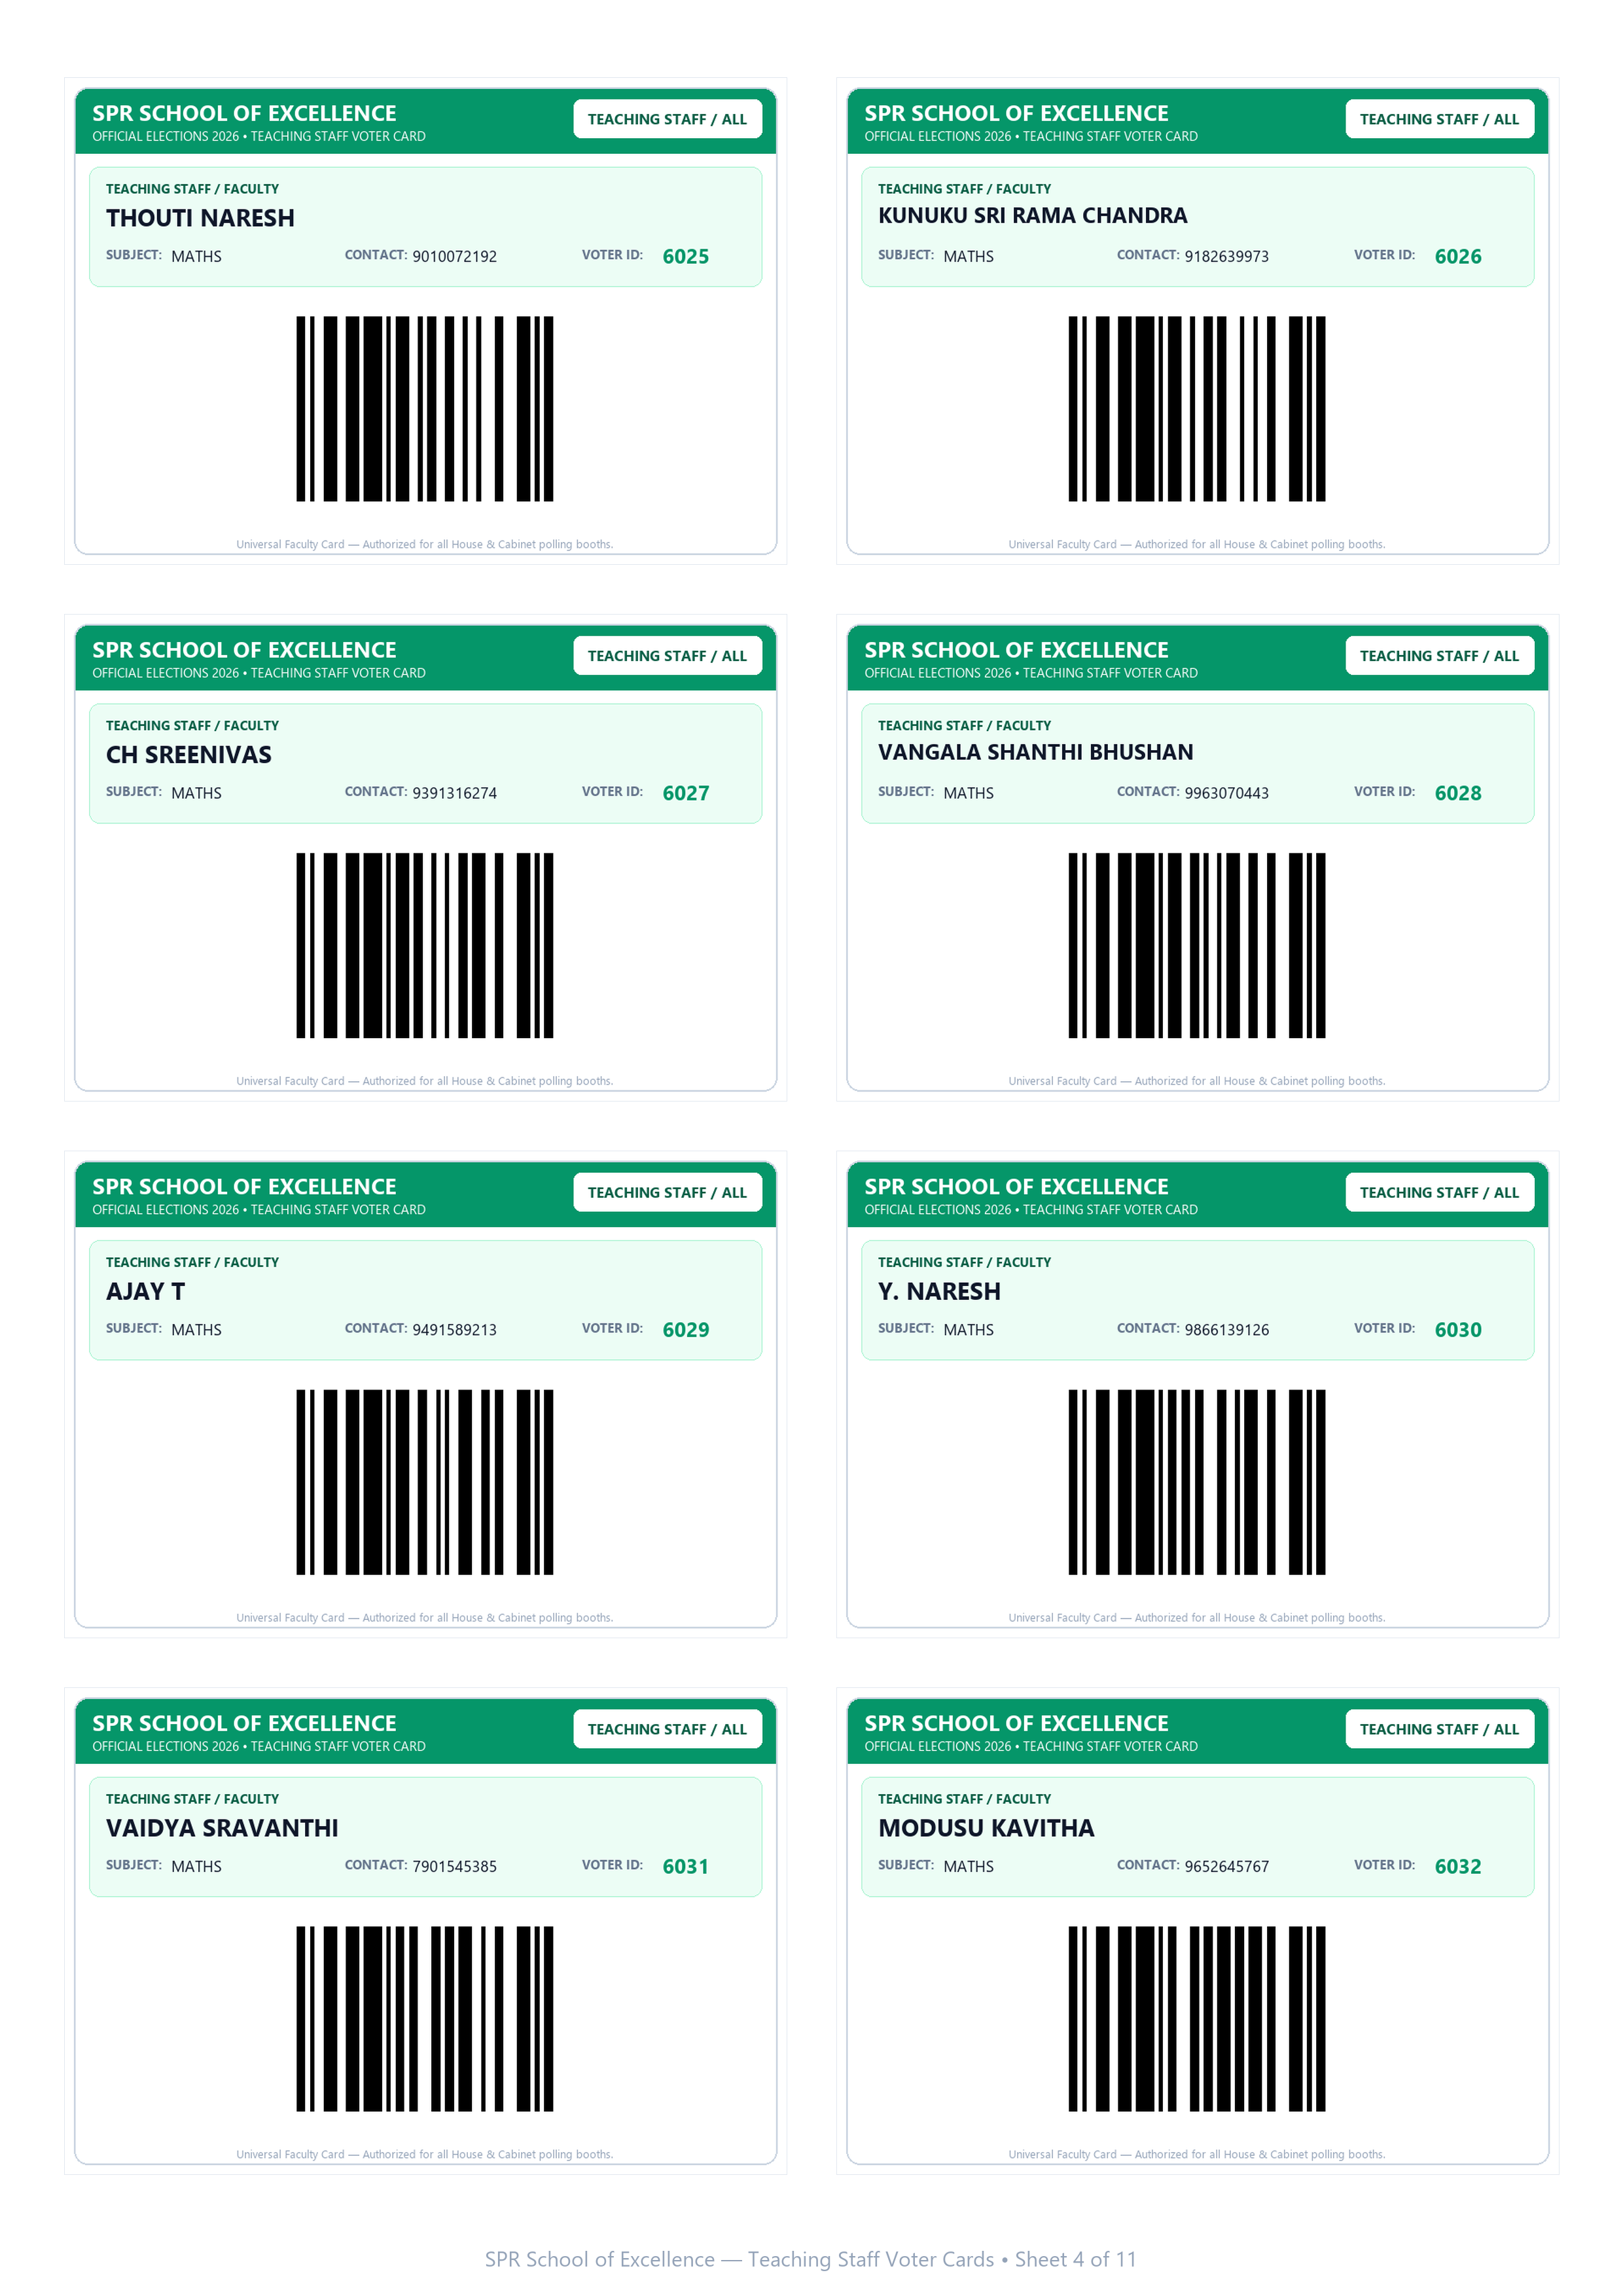 SPR SCHOOL OF EXCELLENCE
OFFICIAL ELECTIONS 2026 • TEACHING STAFF VOTER CARD
TEACHING STAFF / ALL
TEACHING STAFF / FACULTY
THOUTI NARESH
SUBJECT: MATHS CONTACT: 9010072192 VOTER ID: 6025
Universal Faculty Card — Authorized for all House & Cabinet polling booths.
SPR SCHOOL OF EXCELLENCE
OFFICIAL ELECTIONS 2026 • TEACHING STAFF VOTER CARD
TEACHING STAFF / ALL
TEACHING STAFF / FACULTY
KUNUKU SRI RAMA CHANDRA
SUBJECT: MATHS CONTACT: 9182639973 VOTER ID: 6026
Universal Faculty Card — Authorized for all House & Cabinet polling booths.
SPR SCHOOL OF EXCELLENCE
OFFICIAL ELECTIONS 2026 • TEACHING STAFF VOTER CARD
TEACHING STAFF / ALL
TEACHING STAFF / FACULTY
CH SREENIVAS
SUBJECT: MATHS CONTACT: 9391316274 VOTER ID: 6027
Universal Faculty Card — Authorized for all House & Cabinet polling booths.
SPR SCHOOL OF EXCELLENCE
OFFICIAL ELECTIONS 2026 • TEACHING STAFF VOTER CARD
TEACHING STAFF / ALL
TEACHING STAFF / FACULTY
VANGALA SHANTHI BHUSHAN
SUBJECT: MATHS CONTACT: 9963070443 VOTER ID: 6028
Universal Faculty Card — Authorized for all House & Cabinet polling booths.
SPR SCHOOL OF EXCELLENCE
OFFICIAL ELECTIONS 2026 • TEACHING STAFF VOTER CARD
TEACHING STAFF / ALL
TEACHING STAFF / FACULTY
AJAY T
SUBJECT: MATHS CONTACT: 9491589213 VOTER ID: 6029
Universal Faculty Card — Authorized for all House & Cabinet polling booths.
SPR SCHOOL OF EXCELLENCE
OFFICIAL ELECTIONS 2026 • TEACHING STAFF VOTER CARD
TEACHING STAFF / ALL
TEACHING STAFF / FACULTY
Y. NARESH
SUBJECT: MATHS CONTACT: 9866139126 VOTER ID: 6030
Universal Faculty Card — Authorized for all House & Cabinet polling booths.
SPR SCHOOL OF EXCELLENCE
OFFICIAL ELECTIONS 2026 • TEACHING STAFF VOTER CARD
TEACHING STAFF / ALL
TEACHING STAFF / FACULTY
VAIDYA SRAVANTHI
SUBJECT: MATHS CONTACT: 7901545385 VOTER ID: 6031
Universal Faculty Card — Authorized for all House & Cabinet polling booths.
SPR SCHOOL OF EXCELLENCE
OFFICIAL ELECTIONS 2026 • TEACHING STAFF VOTER CARD
TEACHING STAFF / ALL
TEACHING STAFF / FACULTY
MODUSU KAVITHA
SUBJECT: MATHS CONTACT: 9652645767 VOTER ID: 6032
Universal Faculty Card — Authorized for all House & Cabinet polling booths.
SPR School of Excellence — Teaching Staff Voter Cards • Sheet 4 of 11